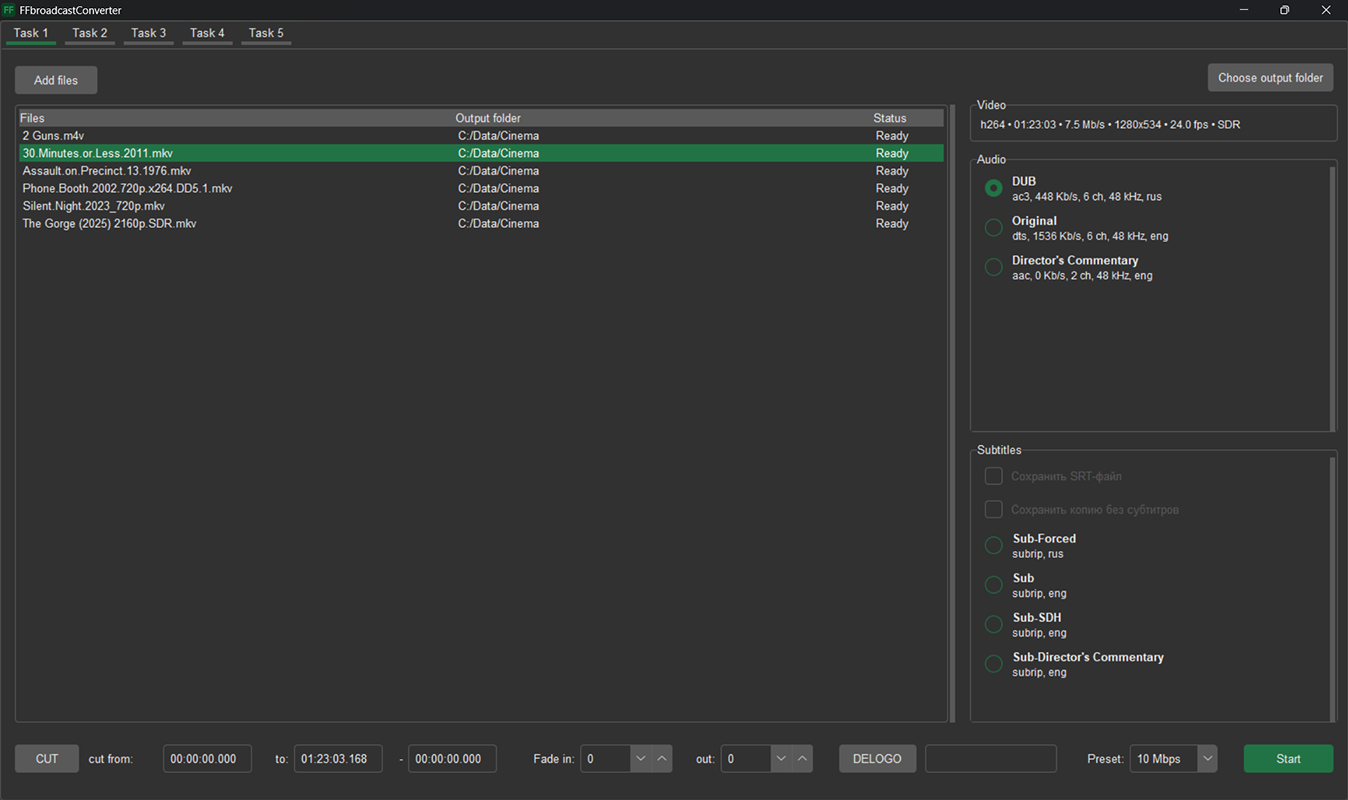 FF FFbroadcastConverter
Task 1 Task 2 Task 3 Task 4 Task 5
Add files
Choose output folder
Files Output folder Status
2 Guns.m4v C:/Data/Cinema Ready
30.Minutes.or.Less.2011.mkv C:/Data/Cinema Ready
Assault.on.Precinct.13.1976.mkv C:/Data/Cinema Ready
Phone.Booth.2002.720p.x264.DD5.1.mkv C:/Data/Cinema Ready
Silent.Night.2023_720p.mkv C:/Data/Cinema Ready
The Gorge (2025) 2160p.SDR.mkv C:/Data/Cinema Ready
Video
h264 • 01:23:03 • 7.5 Mb/s • 1280x534 • 24.0 fps • SDR
Audio
DUB
ac3, 448 Kb/s, 6 ch, 48 kHz, rus
Original
dts, 1536 Kb/s, 6 ch, 48 kHz, eng
Director's Commentary
aac, 0 Kb/s, 2 ch, 48 kHz, eng
Subtitles
Сохранить SRT-файл
Сохранить копию без субтитров
Sub-Forced
subrip, rus
Sub
subrip, eng
Sub-SDH
subrip, eng
Sub-Director's Commentary
subrip, eng
CUT cut from: 00:00:00.000 to: 01:23:03.168 - 00:00:00.000 Fade in: 0 out: 0 DELOGO Preset: 10 Mbps Start